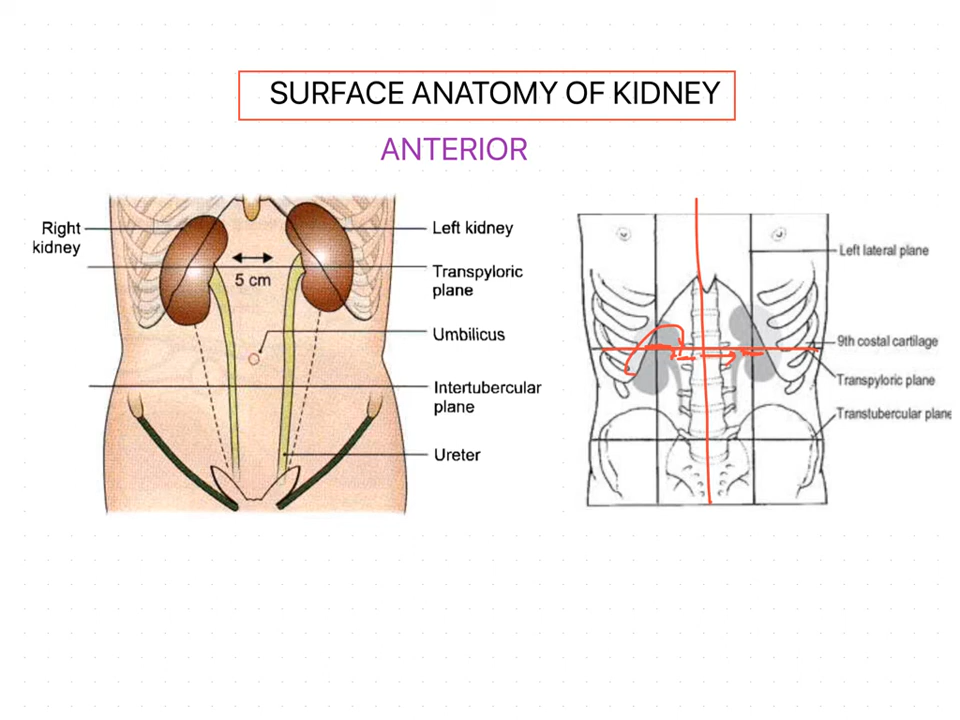 SURFACE ANATOMY OF KIDNEY
ANTERIOR
Right
kidney
Left kidney
Transpyloric
plane
5 cm
Umbilicus
Intertubercular
plane
Ureter
Left lateral plane
9th costal cartilage
Transpyloric plane
Transtubercular plane